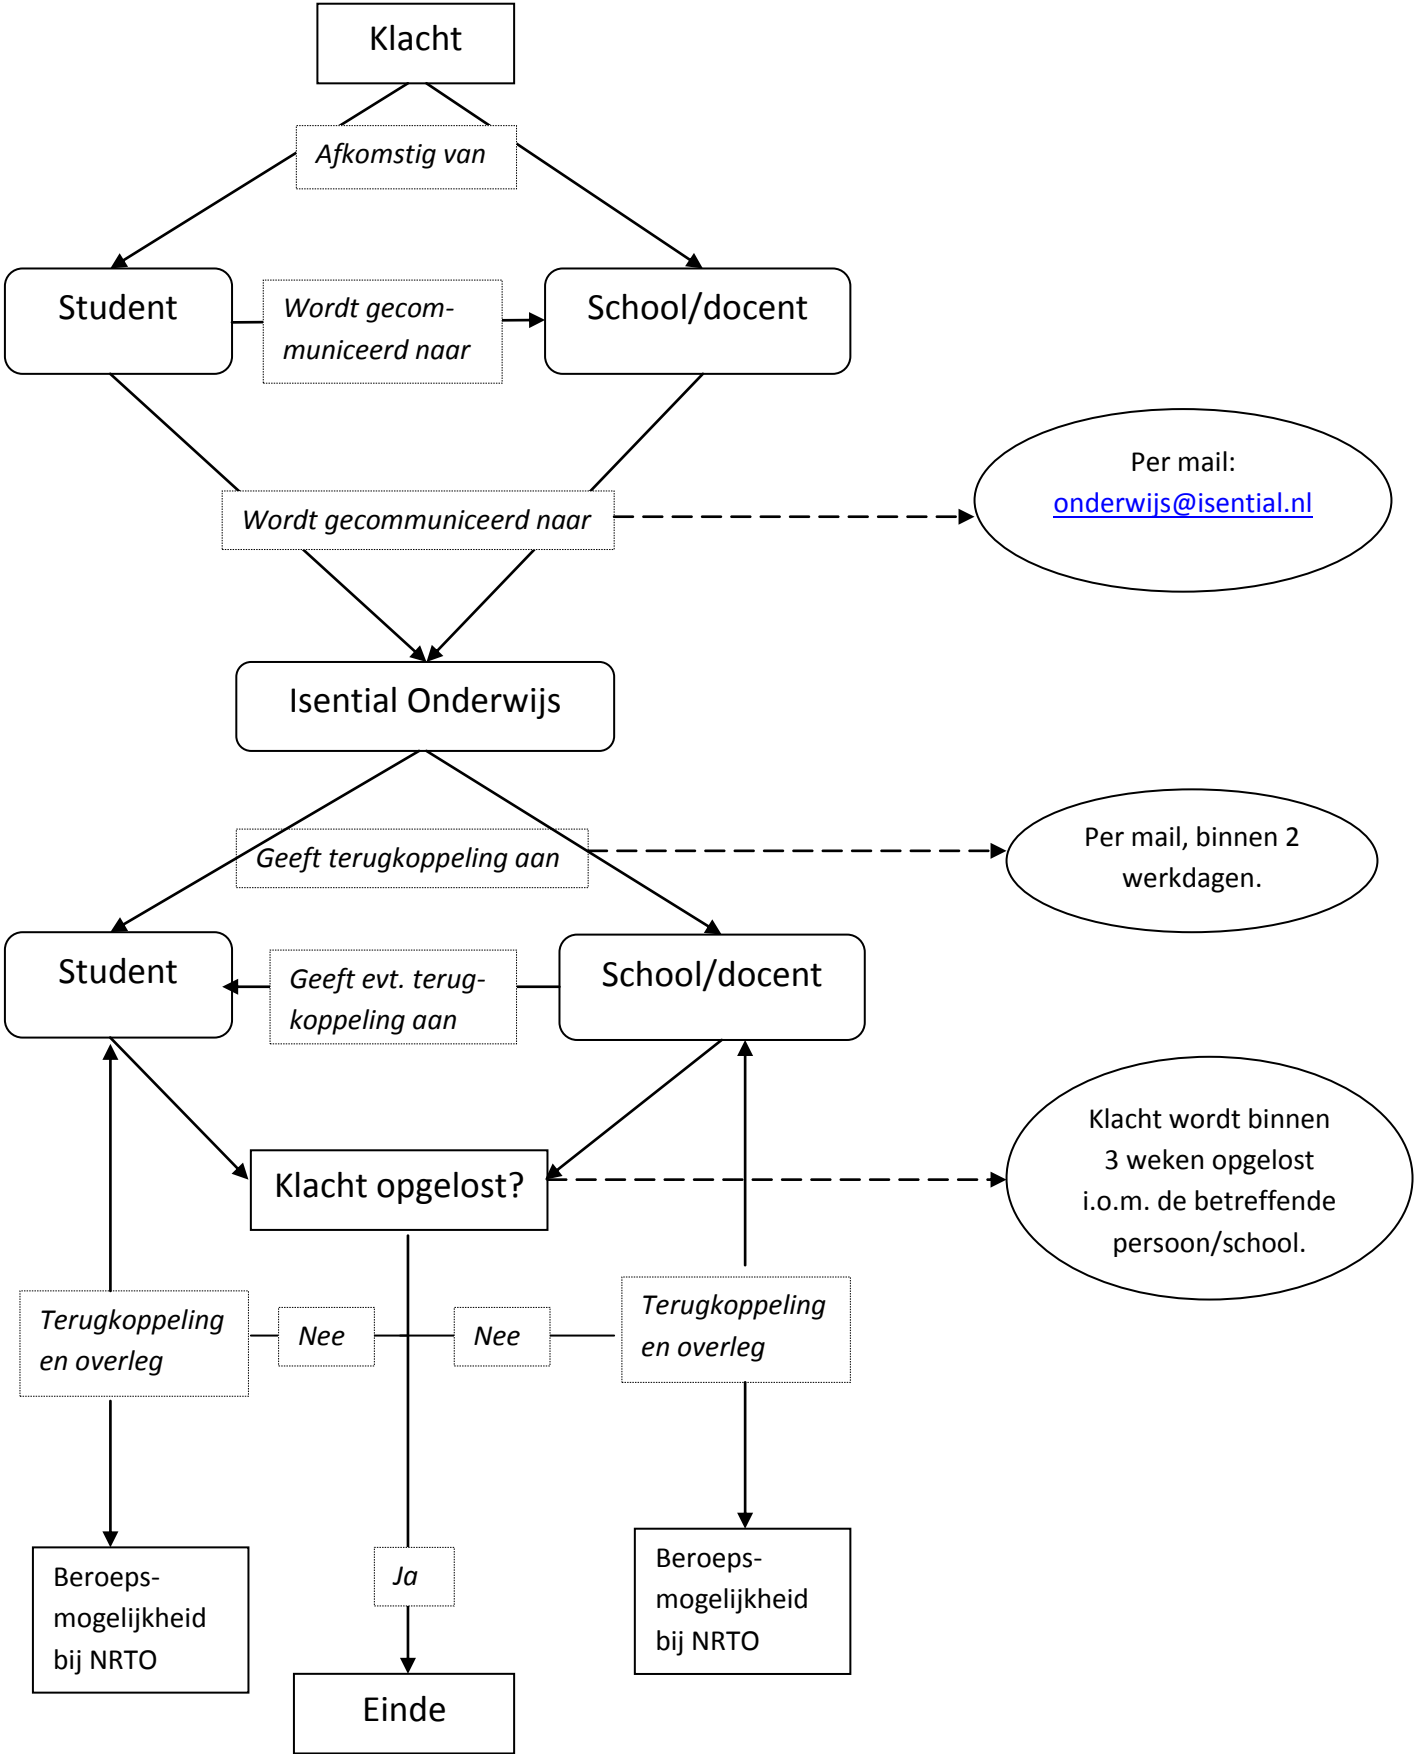 Klacht
Afkomstig van
Student
Wordt gecom-
municeerd naar
School/docent
Per mail:
onderwijs@isential.nl
Wordt gecommuniceerd naar
Isential Onderwijs
Geeft terugkoppeling aan
Per mail, binnen 2
werkdagen.
Student
Geeft evt. terug-
koppeling aan
School/docent
Klacht opgelost?
Klacht wordt binnen
3 weken opgelost
i.o.m. de betreffende
persoon/school.
Terugkoppeling
en overleg
Nee
Nee
Terugkoppeling
en overleg
Beroeps-
mogelijkheid
bij NRTO
Ja
Beroeps-
mogelijkheid
bij NRTO
Einde